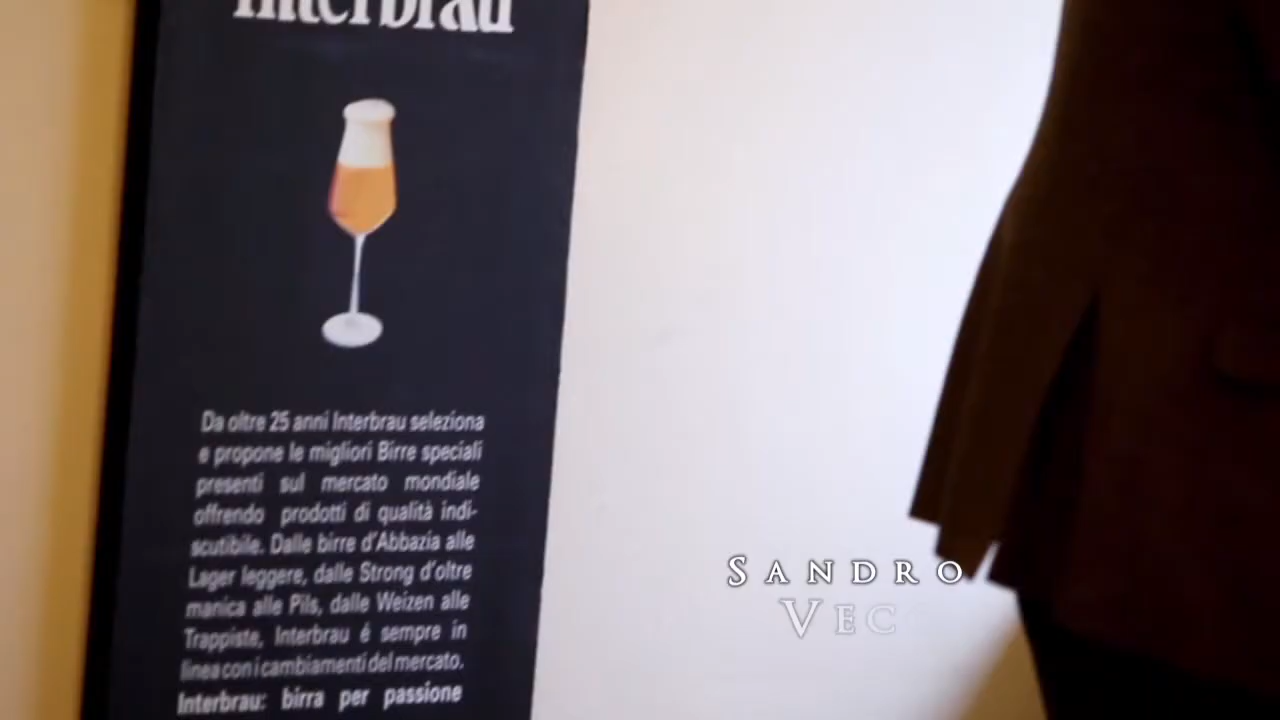 Interbrau
Da oltre 25 anni Interbrau seleziona
e propone le migliori Birre speciali
presenti sul mercato mondiale
offrendo prodotti di qualità indi-
scutibile. Dalle birre d'Abbazia alle
Lager leggere, dalle Strong d'oltre
manica alle Pils, dalle Weizen alle
Trappiste, Interbrau é sempre in
linea con i cambiamenti del mercato.
Interbrau: birra per passione
SANDRO
VEC